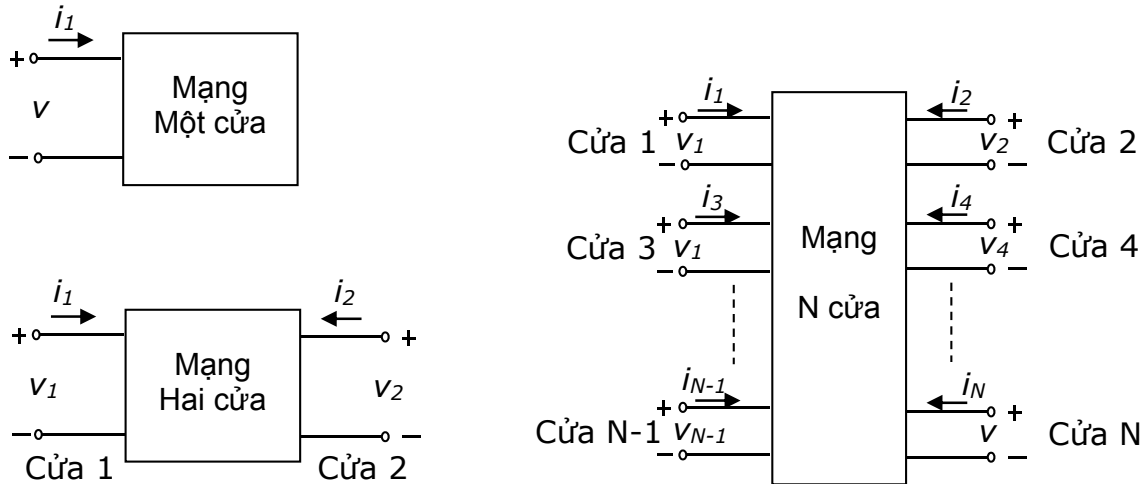 i1
+
v
−
Mạng
Một cửa
i1
i2
+
+
v1
Mạng
Hai cửa
v2
−
−
Cửa 1
Cửa 2
i1
i2
+
+
Cửa 1
v1
v2
Cửa 2
−
−
i3
i4
+
+
Cửa 3
v1
Mạng
v4
Cửa 4
−
−
N cửa
iN-1
iN
+
+
Cửa N-1
vN-1
v
Cửa N
−
−